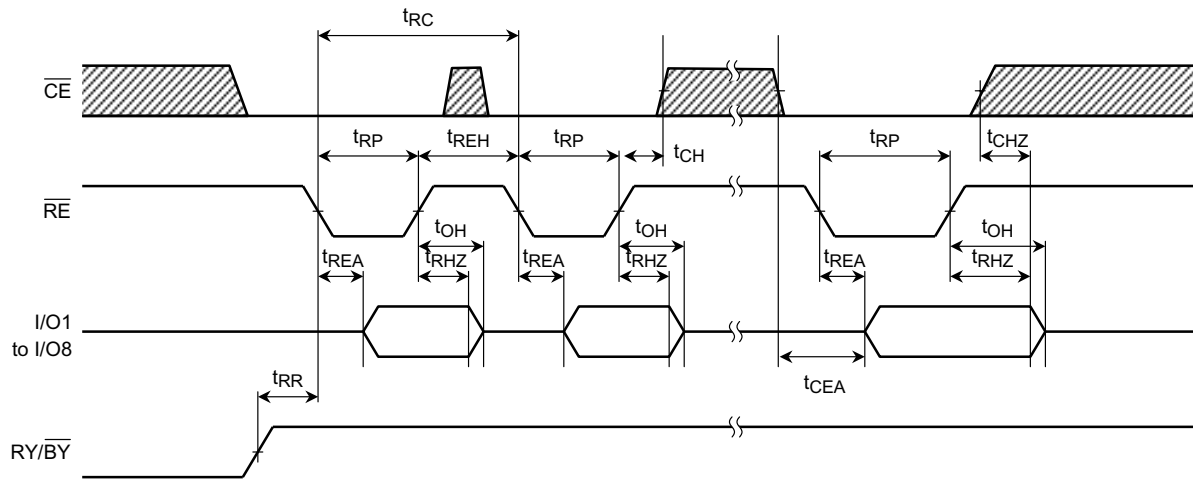 tRC
CE
tRP
tREH
tRP
tCH
tRP
tCHZ
RE
tOH
tOH
tOH
tREA
tRHZ
tREA
tRHZ
tREA
tRHZ
I/O1
to I/O8
tCEA
tRR
RY/BY